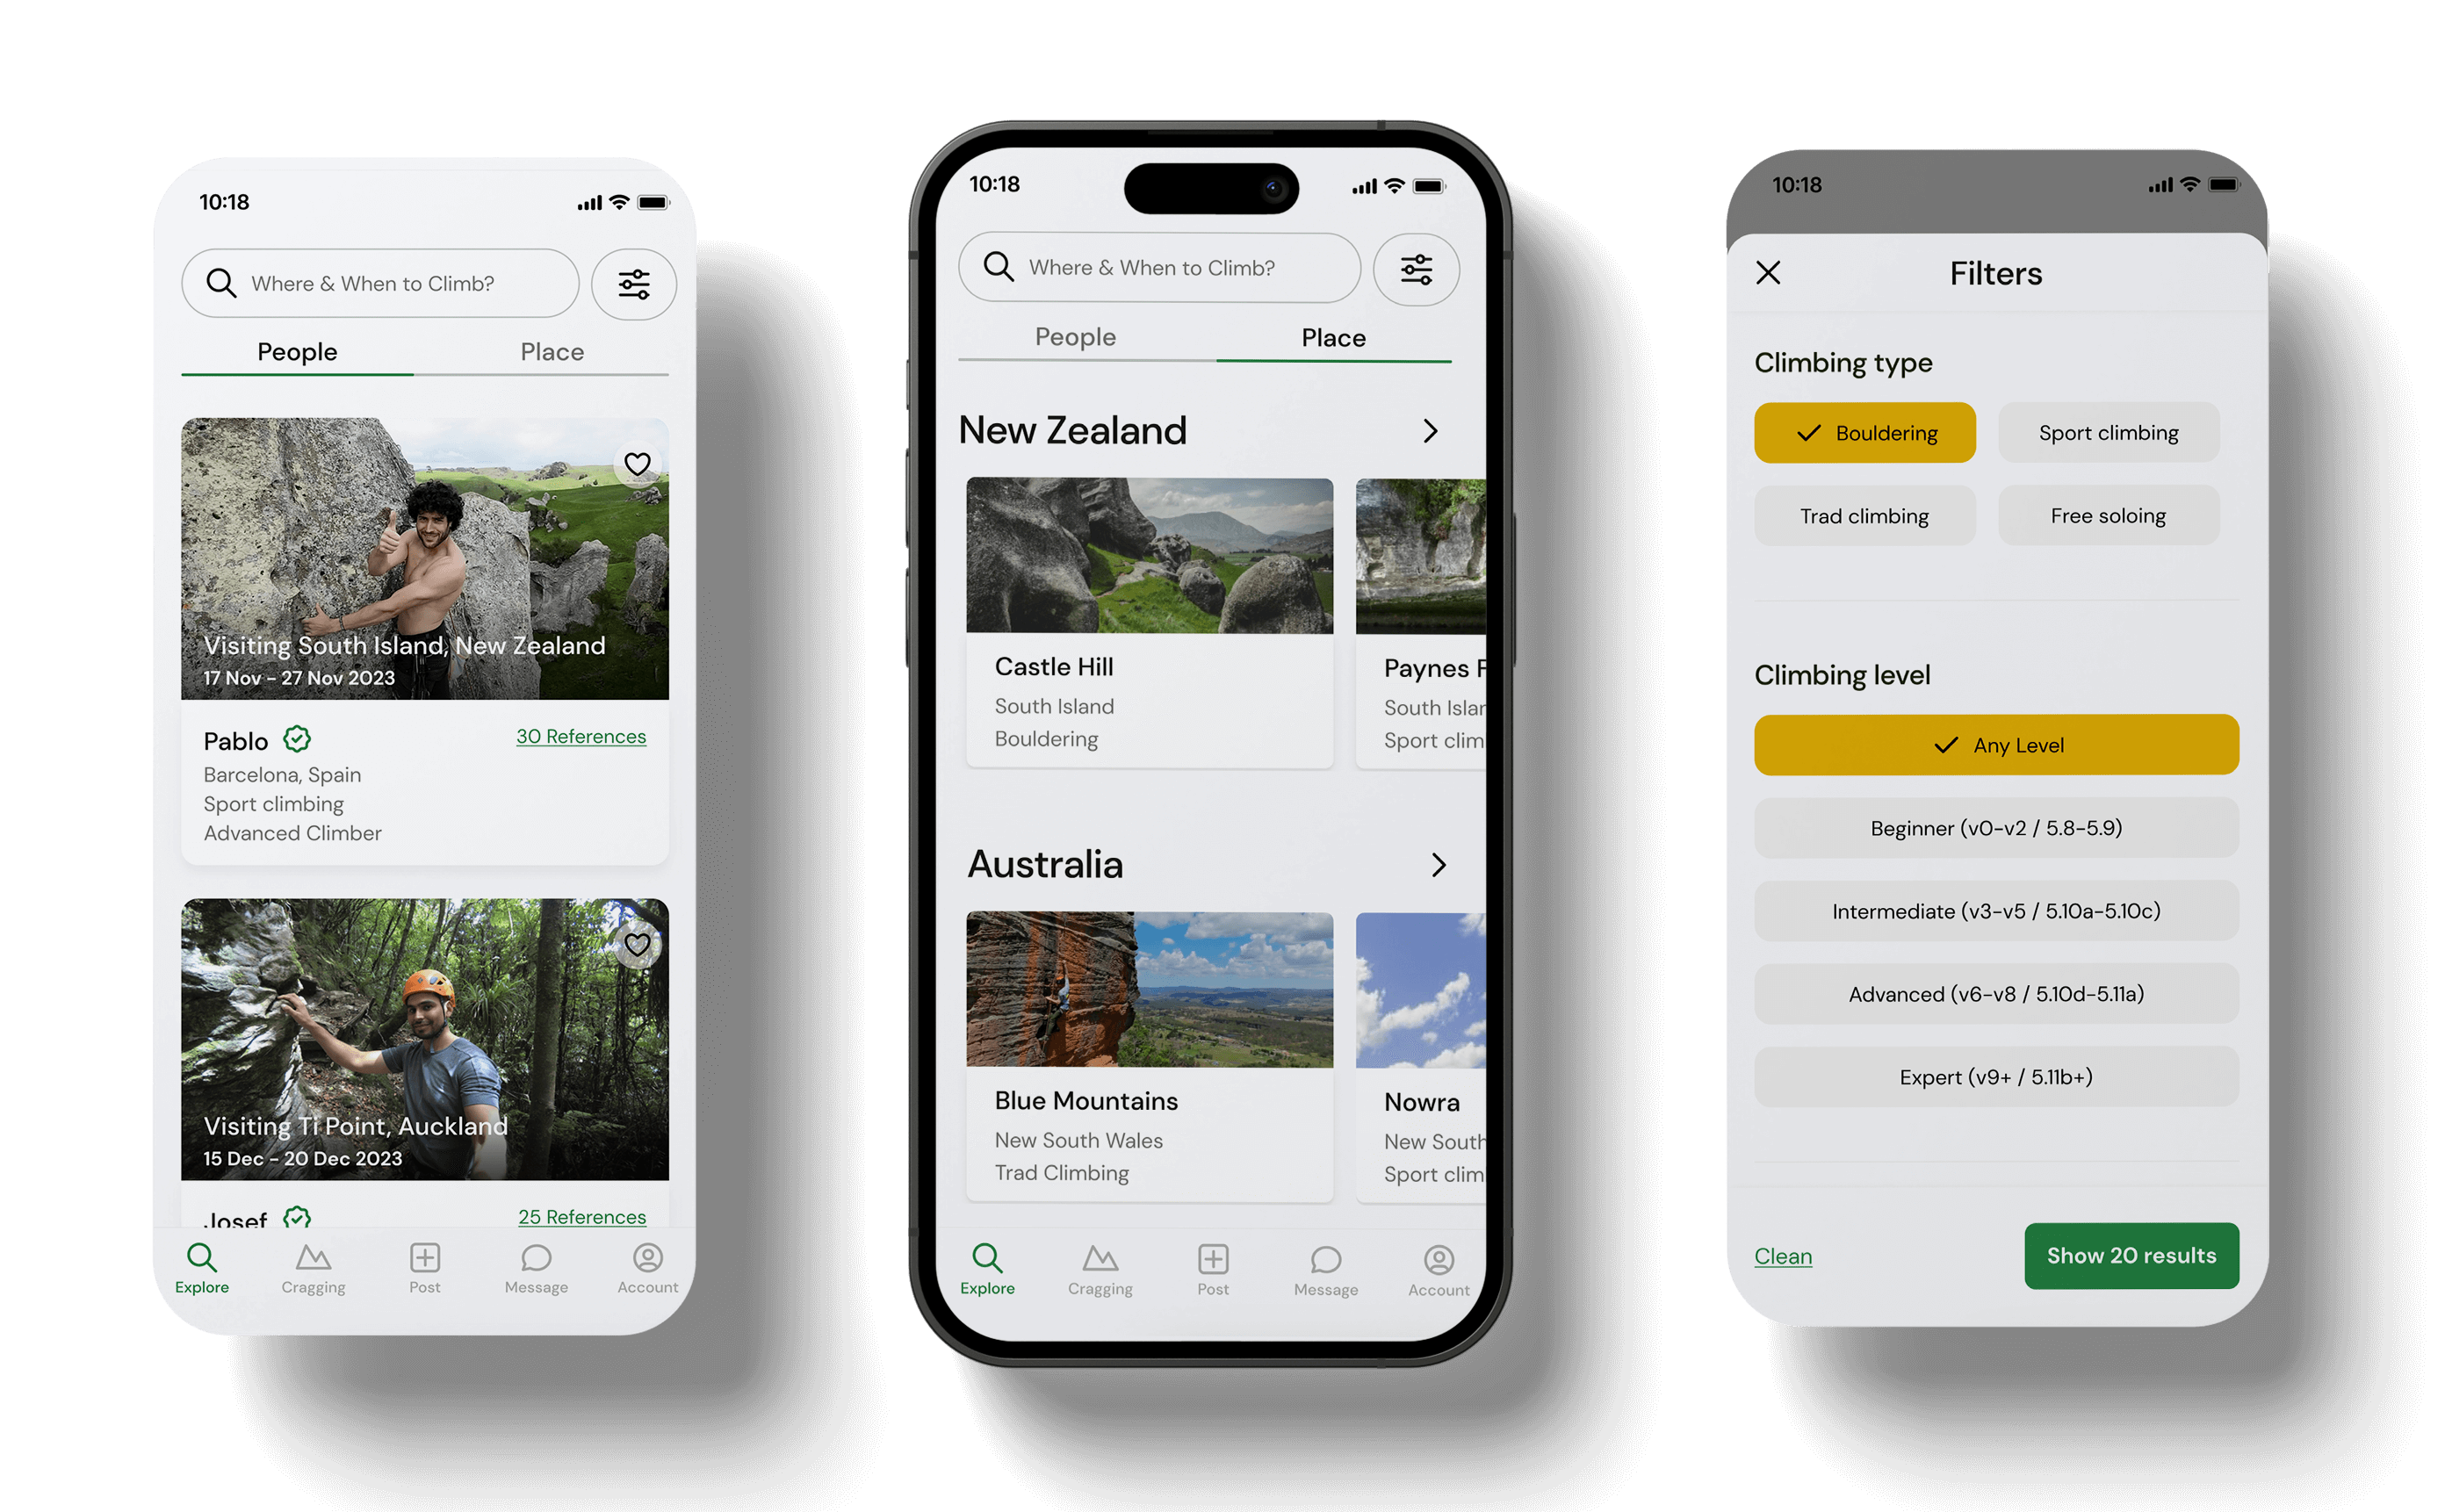 10:18
Where & When to Climb?
People Place
Visiting South Island, New Zealand
17 Nov - 27 Nov 2023
Pablo 30 References
Barcelona, Spain
Sport climbing
Advanced Climber
Visiting Ti Point, Auckland
15 Dec - 20 Dec 2023
Josef 25 References
Explore Cragging Post Message Account
10:18
Where & When to Climb?
People Place
New Zealand
Castle Hill
South Island
Bouldering
Paynes
South
Sport
Australia
Blue Mountains
New South Wales
Trad Climbing
Nowra
New South
Sport
Explore Cragging Post Message Account
10:18
Filters
Climbing type
Bouldering Sport climbing
Trad climbing Free soloing
Climbing level
Any Level
Beginner (v0-v2 / 5.8-5.9)
Intermediate (v3-v5 / 5.10a-5.10c)
Advanced (v6-v8 / 5.10d-5.11a)
Expert (v9+ / 5.11b+)
Clean Show 20 results